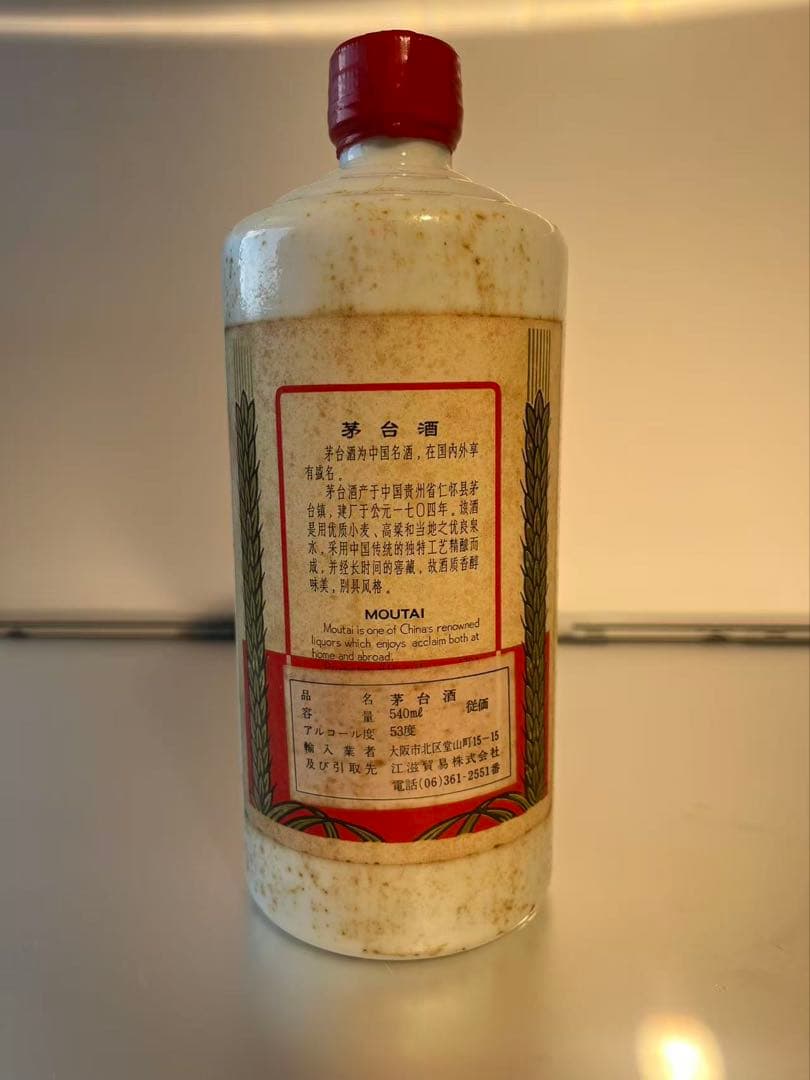 茅台酒
茅台酒为中国名酒，在国内外享
有盛名。
茅台酒产于中国贵州省仁怀县茅
台镇，建厂于公元一七〇四年。该酒
是用优质小麦、高粱和当地之优良泉
水，采用中国传统的独特工艺精酿而
成，并经长时间的窖藏，故酒质香醇
味美，别具风格。
MOUTAI
Moutai is one of China's renowned
liquors which enjoys acclaim both at
home and abroad.
品名 茅台酒
容量 540mℓ 従価
アルコール度 53度
輸入業者 大阪市北区堂山町15-15
及び引取先 江滋貿易株式会社
電話(06)361-2551番